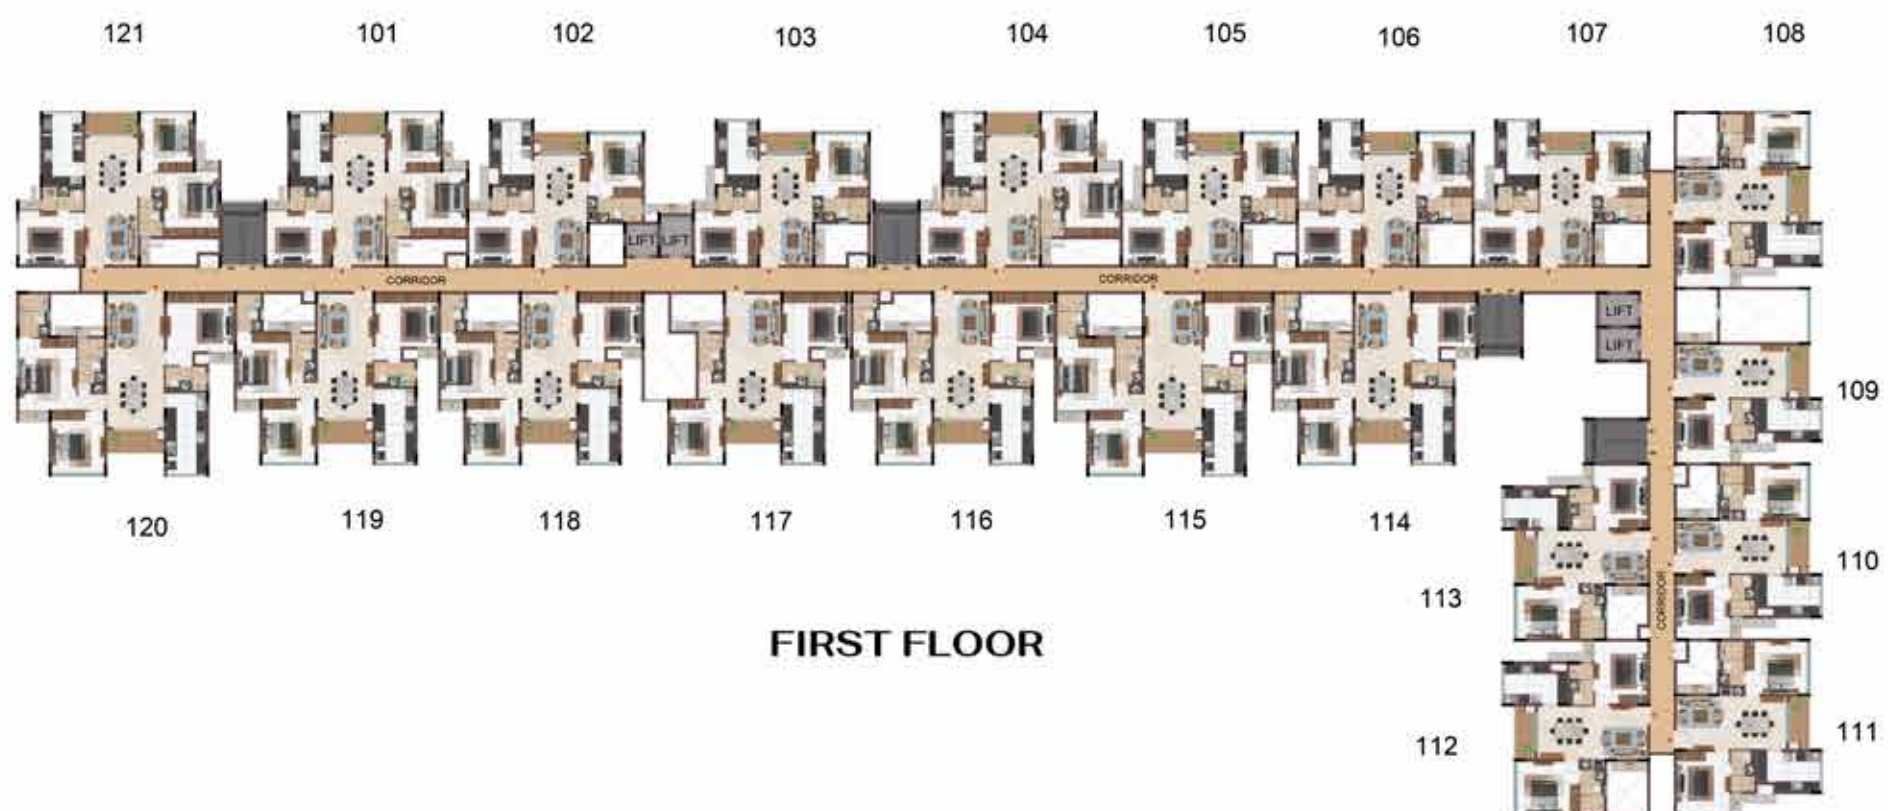 121 101 102 103 104 105 106 107 108
LIFT LIFT
CORRIDOR CORRIDOR
LIFT
LIFT
109
120 119 118 117 116 115 114
110
CORRIDOR
113
FIRST FLOOR
112
111